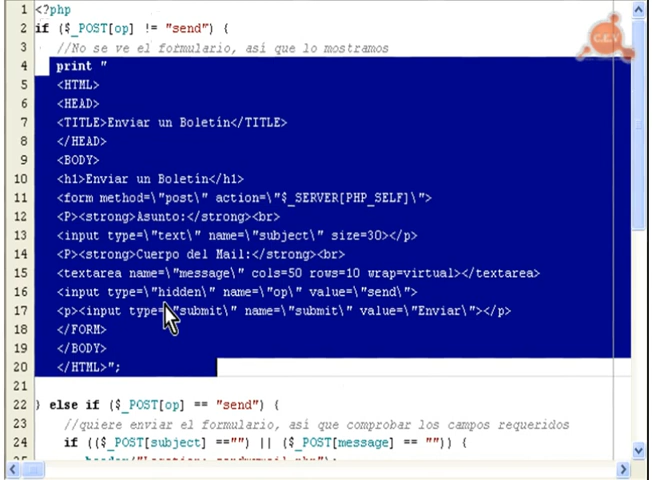 1 <?php
2 if ($_POST[op] != "send") {
3 //No se ve el formulario, así que lo mostramos
4 print "
5 <HTML>
6 <HEAD>
7 <TITLE>Enviar un Boletín</TITLE>
8 </HEAD>
9 <BODY>
10 <h1>Enviar un Boletín</h1>
11 <form method=\"post\" action=\"$_SERVER[PHP_SELF]\">
12 <P><strong>Asunto:</strong><br>
13 <input type=\"text\" name=\"subject\" size=30></p>
14 <P><strong>Cuerpo del Mail:</strong><br>
15 <textarea name=\"message\" cols=50 rows=10 wrap=virtual></textarea>
16 <input type=\"hidden\" name=\"op\" value=\"send\">
17 <p><input type=\"submit\" name=\"submit\" value=\"Enviar\"></p>
18 </FORM>
19 </BODY>
20 </HTML>";
21
22 } else if ($_POST[op] == "send") {
23 //quiere enviar el formulario, asi que comprobar los campos requeridos
24 if (($_POST[subject] =="") || ($_POST[message] == "")) {
C.E.V